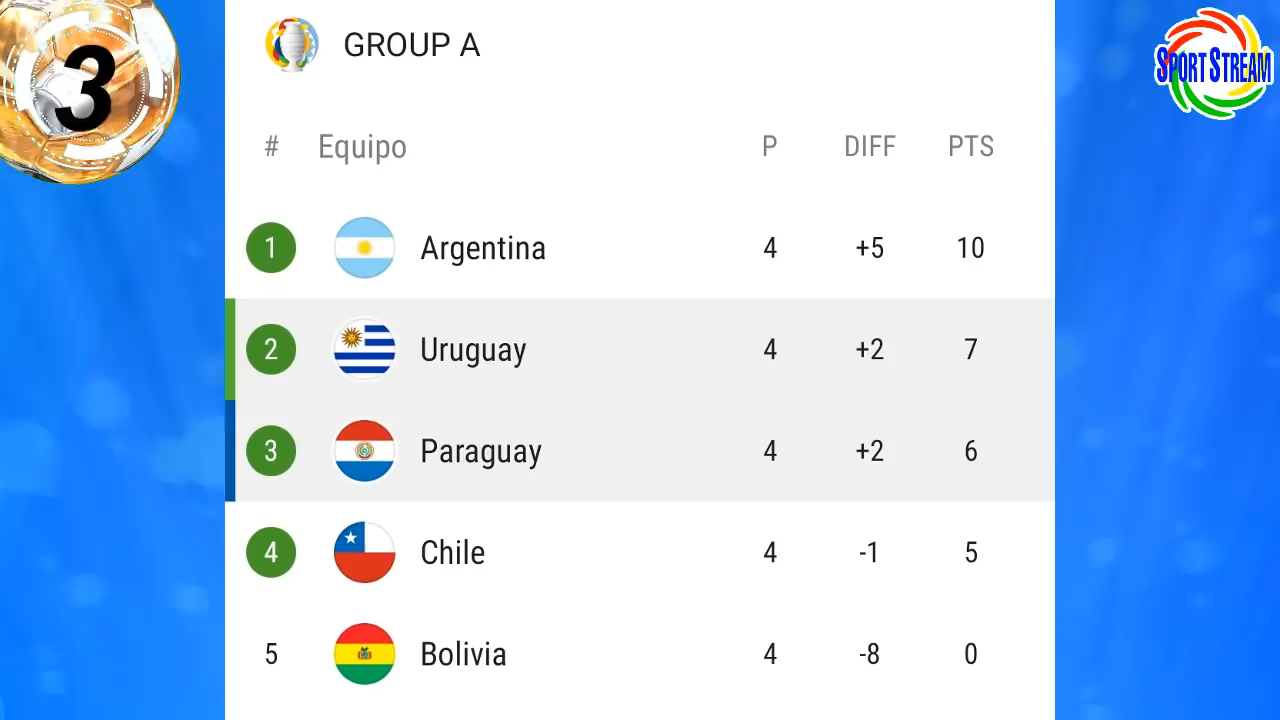 3
SPORT STREAM
GROUP A
# Equipo P DIFF PTS
1 Argentina 4 +5 10
2 Uruguay 4 +2 7
3 Paraguay 4 +2 6
4 Chile 4 -1 5
5 Bolivia 4 -8 0